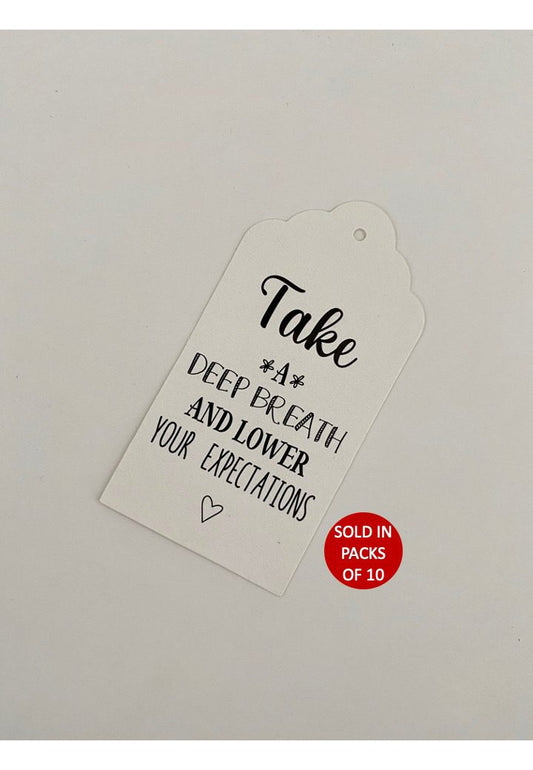 Take
*A*
DEEP BREATH
AND LOWER
YOUR EXPECTATIONS
SOLD IN
PACKS
OF 10